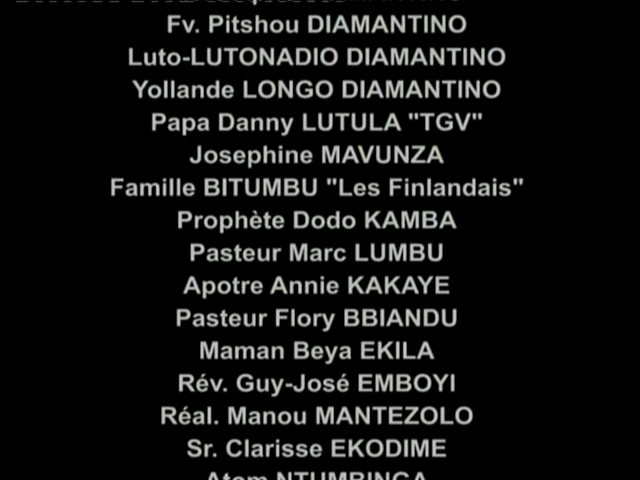 Fv. Pitshou DIAMANTINO
Luto-LUTONADIO DIAMANTINO
Yollande LONGO DIAMANTINO
Papa Danny LUTULA "TGV"
Josephine MAVUNZA
Famille BITUMBU "Les Finlandais"
Prophète Dodo KAMBA
Pasteur Marc LUMBU
Apotre Annie KAKAYE
Pasteur Flory BBIANDU
Maman Beya EKILA
Rév. Guy-José EMBOYI
Réal. Manou MANTEZOLO
Sr. Clarisse EKODIME